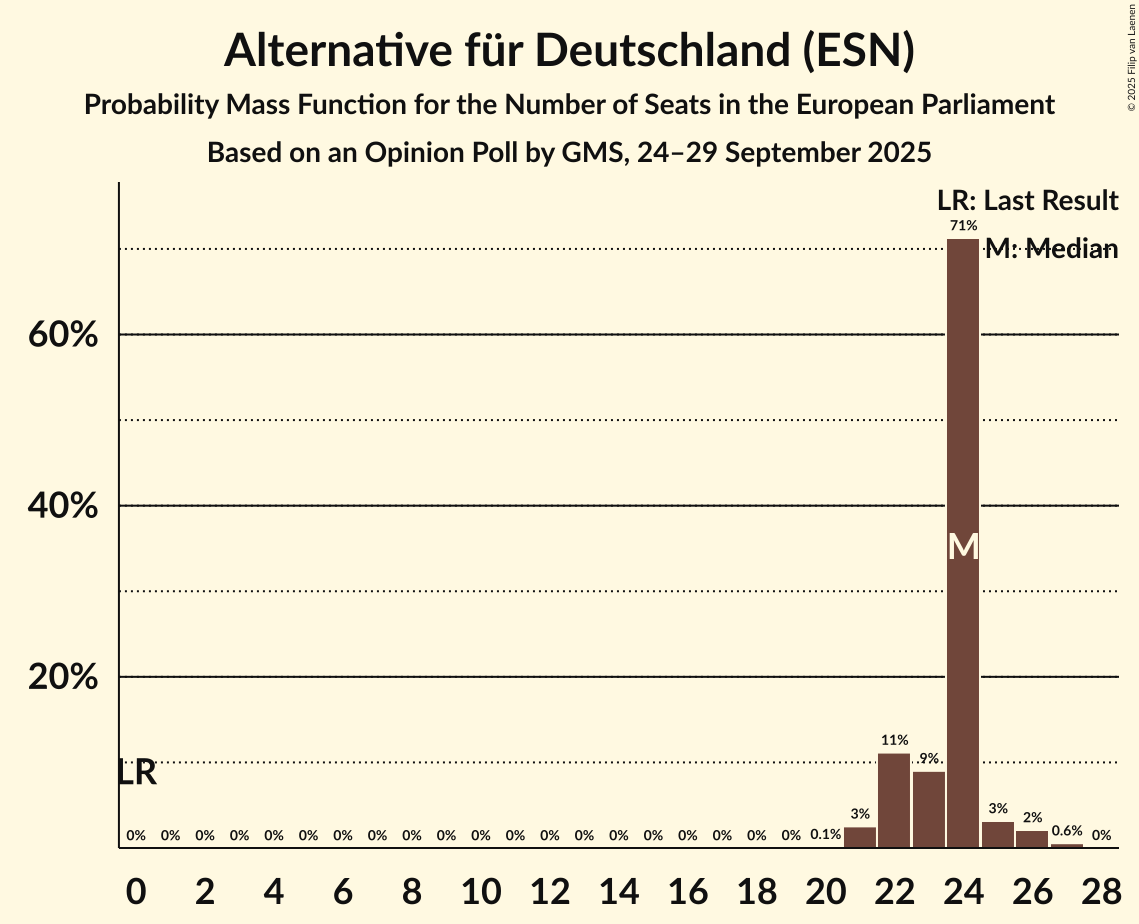 Alternative für Deutschland (ESN)
Probability Mass Function for the Number of Seats in the European Parliament
Based on an Opinion Poll by GMS, 24–29 September 2025
© 2025 Filip van Laenen
LR: Last Result
M: Median
71%
60%
40%
M
20%
LR
0% 0% 0% 0% 0% 0% 0% 0% 0% 0% 0% 0% 0% 0% 0% 0% 0% 0% 0% 0% 0.1% 3% 11% 9% 3% 2% 0.6% 0%
0 2 4 6 8 10 12 14 16 18 20 22 24 26 28